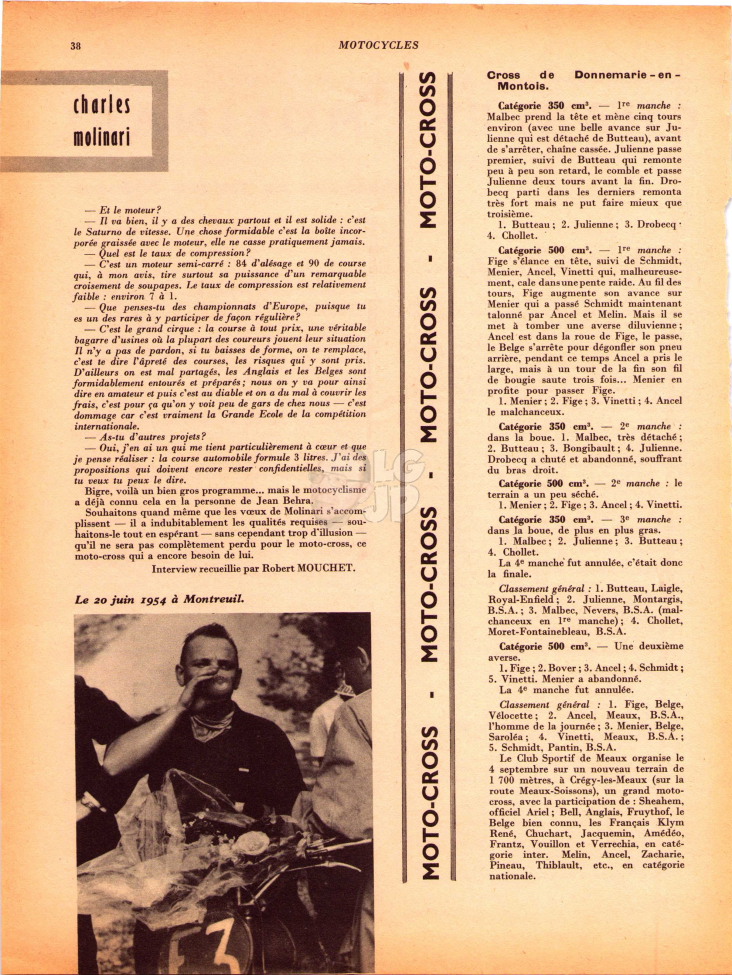 38
MOTOCYCLES
charles
molinari
— Et le moteur ?
— Il va bien, il y a des chevaux partout et il est solide : c'est
le Saturno de vitesse. Une chose formidable c'est la boîte incor-
porée graissée avec le moteur, elle ne casse pratiquement jamais.
— Quel est le taux de compression ?
— C'est un moteur semi-carré : 84 d'alésage et 90 de course
qui, à mon avis, tire surtout sa puissance d'un remarquable
croisement de soupapes. Le taux de compression est relativement
faible : environ 7 à 1.
— Que penses-tu des championnats d'Europe, puisque tu
es un des rares à y participer de façon régulière ?
— C'est le grand cirque : la course à tout prix, une véritable
bagarre d'usines où la plupart des coureurs jouent leur situation
Il n'y a pas de pardon, si tu baisses de forme, on te remplace,
c'est te dire l'âpreté des courses, les risques qui y sont pris.
D'ailleurs on est mal partagés, les Anglais et les Belges sont
formidablement entourés et préparés ; nous on y va pour ainsi
dire en amateur et puis c'est au diable et on a du mal à couvrir les
frais, c'est pour ça qu'on y voit peu de gars de chez nous — c'est
dommage car c'est vraiment la Grande Ecole de la compétition
internationale.
— As-tu d'autres projets ?
— Oui, j'en ai un qui me tient particulièrement à cœur et que
je pense réaliser : la course automobile formule 3 litres. J'ai des
propositions qui doivent encore rester confidentielles, mais si
tu veux tu peux le dire.
Bigre, voilà un bien gros programme... mais le motocyclisme
a déjà connu cela en la personne de Jean Behra.
Souhaitons quand même que les vœux de Molinari s'accom-
plissent — il a indubitablement les qualités requises — sou-
haitons-le tout en espérant — sans cependant trop d'illusion —
qu'il ne sera pas complètement perdu pour le moto-cross, ce
moto-cross qui a encore besoin de lui.
Interview recueillie par Robert MOUCHET.
Le 20 juin 1954 à Montreuil.
F 3
MOTO-CROSS - MOTO-CROSS - MOTO-CROSS - MOTO-CROSS
Cross de Donnemarie-en-
Montois.
Catégorie 350 cm³. — 1re manche :
Malbec prend la tête et mène cinq tours
environ (avec une belle avance sur Ju-
lienne qui est détaché de Butteau), avant
de s'arrêter, chaîne cassée. Julienne passe
premier, suivi de Butteau qui remonte
peu à peu son retard, le comble et passe
Julienne deux tours avant la fin. Dro-
becq parti dans les derniers remonta
très fort mais ne put faire mieux que
troisième.
1. Butteau ; 2. Julienne ; 3. Drobecq ·
4. Chollet.
Catégorie 500 cm³. — 1re manche :
Fige s'élance en tête, suivi de Schmidt,
Menier, Ancel, Vinetti qui, malheureuse-
ment, cale dans une pente raide. Au fil des
tours, Fige augmente son avance sur
Menier qui a passé Schmidt maintenant
talonné par Ancel et Melin. Mais il se
met à tomber une averse diluvienne ;
Ancel est dans la roue de Fige, le passe,
le Belge s'arrête pour dégonfler son pneu
arrière, pendant ce temps Ancel a pris le
large, mais à un tour de la fin son fil
de bougie saute trois fois... Menier en
profite pour passer Fige.
1. Menier ; 2. Fige ; 3. Vinetti ; 4. Ancel
le malchanceux.
Catégorie 350 cm³. — 2e manche :
dans la boue. 1. Malbec, très détaché ;
2. Butteau ; 3. Bongibault ; 4. Julienne.
Drobecq a chuté et abandonné, souffrant
du bras droit.
Catégorie 500 cm³. — 2e manche : le
terrain a un peu séché.
1. Menier ; 2. Fige ; 3. Ancel ; 4. Vinetti.
Catégorie 350 cm³. — 3e manche :
dans la boue, de plus en plus gras.
1. Malbec ; 2. Julienne ; 3. Butteau ;
4. Chollet.
La 4e manche fut annulée, c'était donc
la finale.
Classement général : 1. Butteau, Laigle,
Royal-Enfield ; 2. Julienne, Montargis,
B.S.A. ; 3. Malbec, Nevers, B.S.A. (mal-
chanceux en 1re manche) ; 4. Chollet,
Moret-Fontainebleau, B.S.A.
Catégorie 500 cm³. — Une deuxième
averse.
1. Fige ; 2. Bover ; 3. Ancel ; 4. Schmidt ;
5. Vinetti. Menier a abandonné.
La 4e manche fut annulée.
Classement général : 1. Fige, Belge,
Vélocette ; 2. Ancel, Meaux, B.S.A.,
l'homme de la journée ; 3. Menier, Belge,
Saroléa ; 4. Vinetti, Meaux, B.S.A. ;
5. Schmidt, Pantin, B.S.A.
Le Club Sportif de Meaux organise le
4 septembre sur un nouveau terrain de
1 700 mètres, à Crégy-les-Meaux (sur la
route Meaux-Soissons), un grand moto-
cross, avec la participation de : Sheahem,
officiel Ariel ; Bell, Anglais, Fruythof, le
Belge bien connu, les Français Klym
René, Chuchart, Jacquemin, Amédéo,
Frantz, Vouillon et Verrechia, en caté-
gorie inter. Melin, Ancel, Zacharie,
Pineau, Thiblault, etc., en catégorie
nationale.